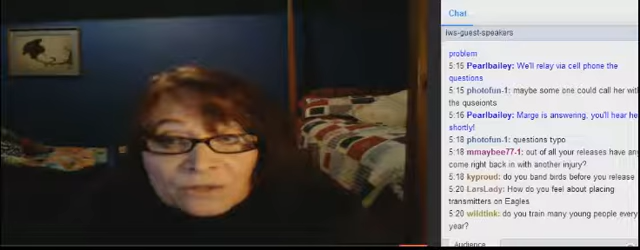 Chat
iws-guest-speakers
problem
5:15 Pearlbailey: We'll relay via cell phone the
questions
5:15 photofun-1: maybe some one could call her wit
the quseionts
5:16 Pearlbailey: Marge is answering, you'll hear he
shortly!
5:18 photofun-1: questions typo
5:18 mmaybee77-1: out of all your releases have an
come right back in with another injury?
5:18 kyproud: do you band birds before you release
5:20 LarsLady: How do you feel about placing
transmitters on Eagles
5:20 wildtink: do you train many young people every
year?
Audience